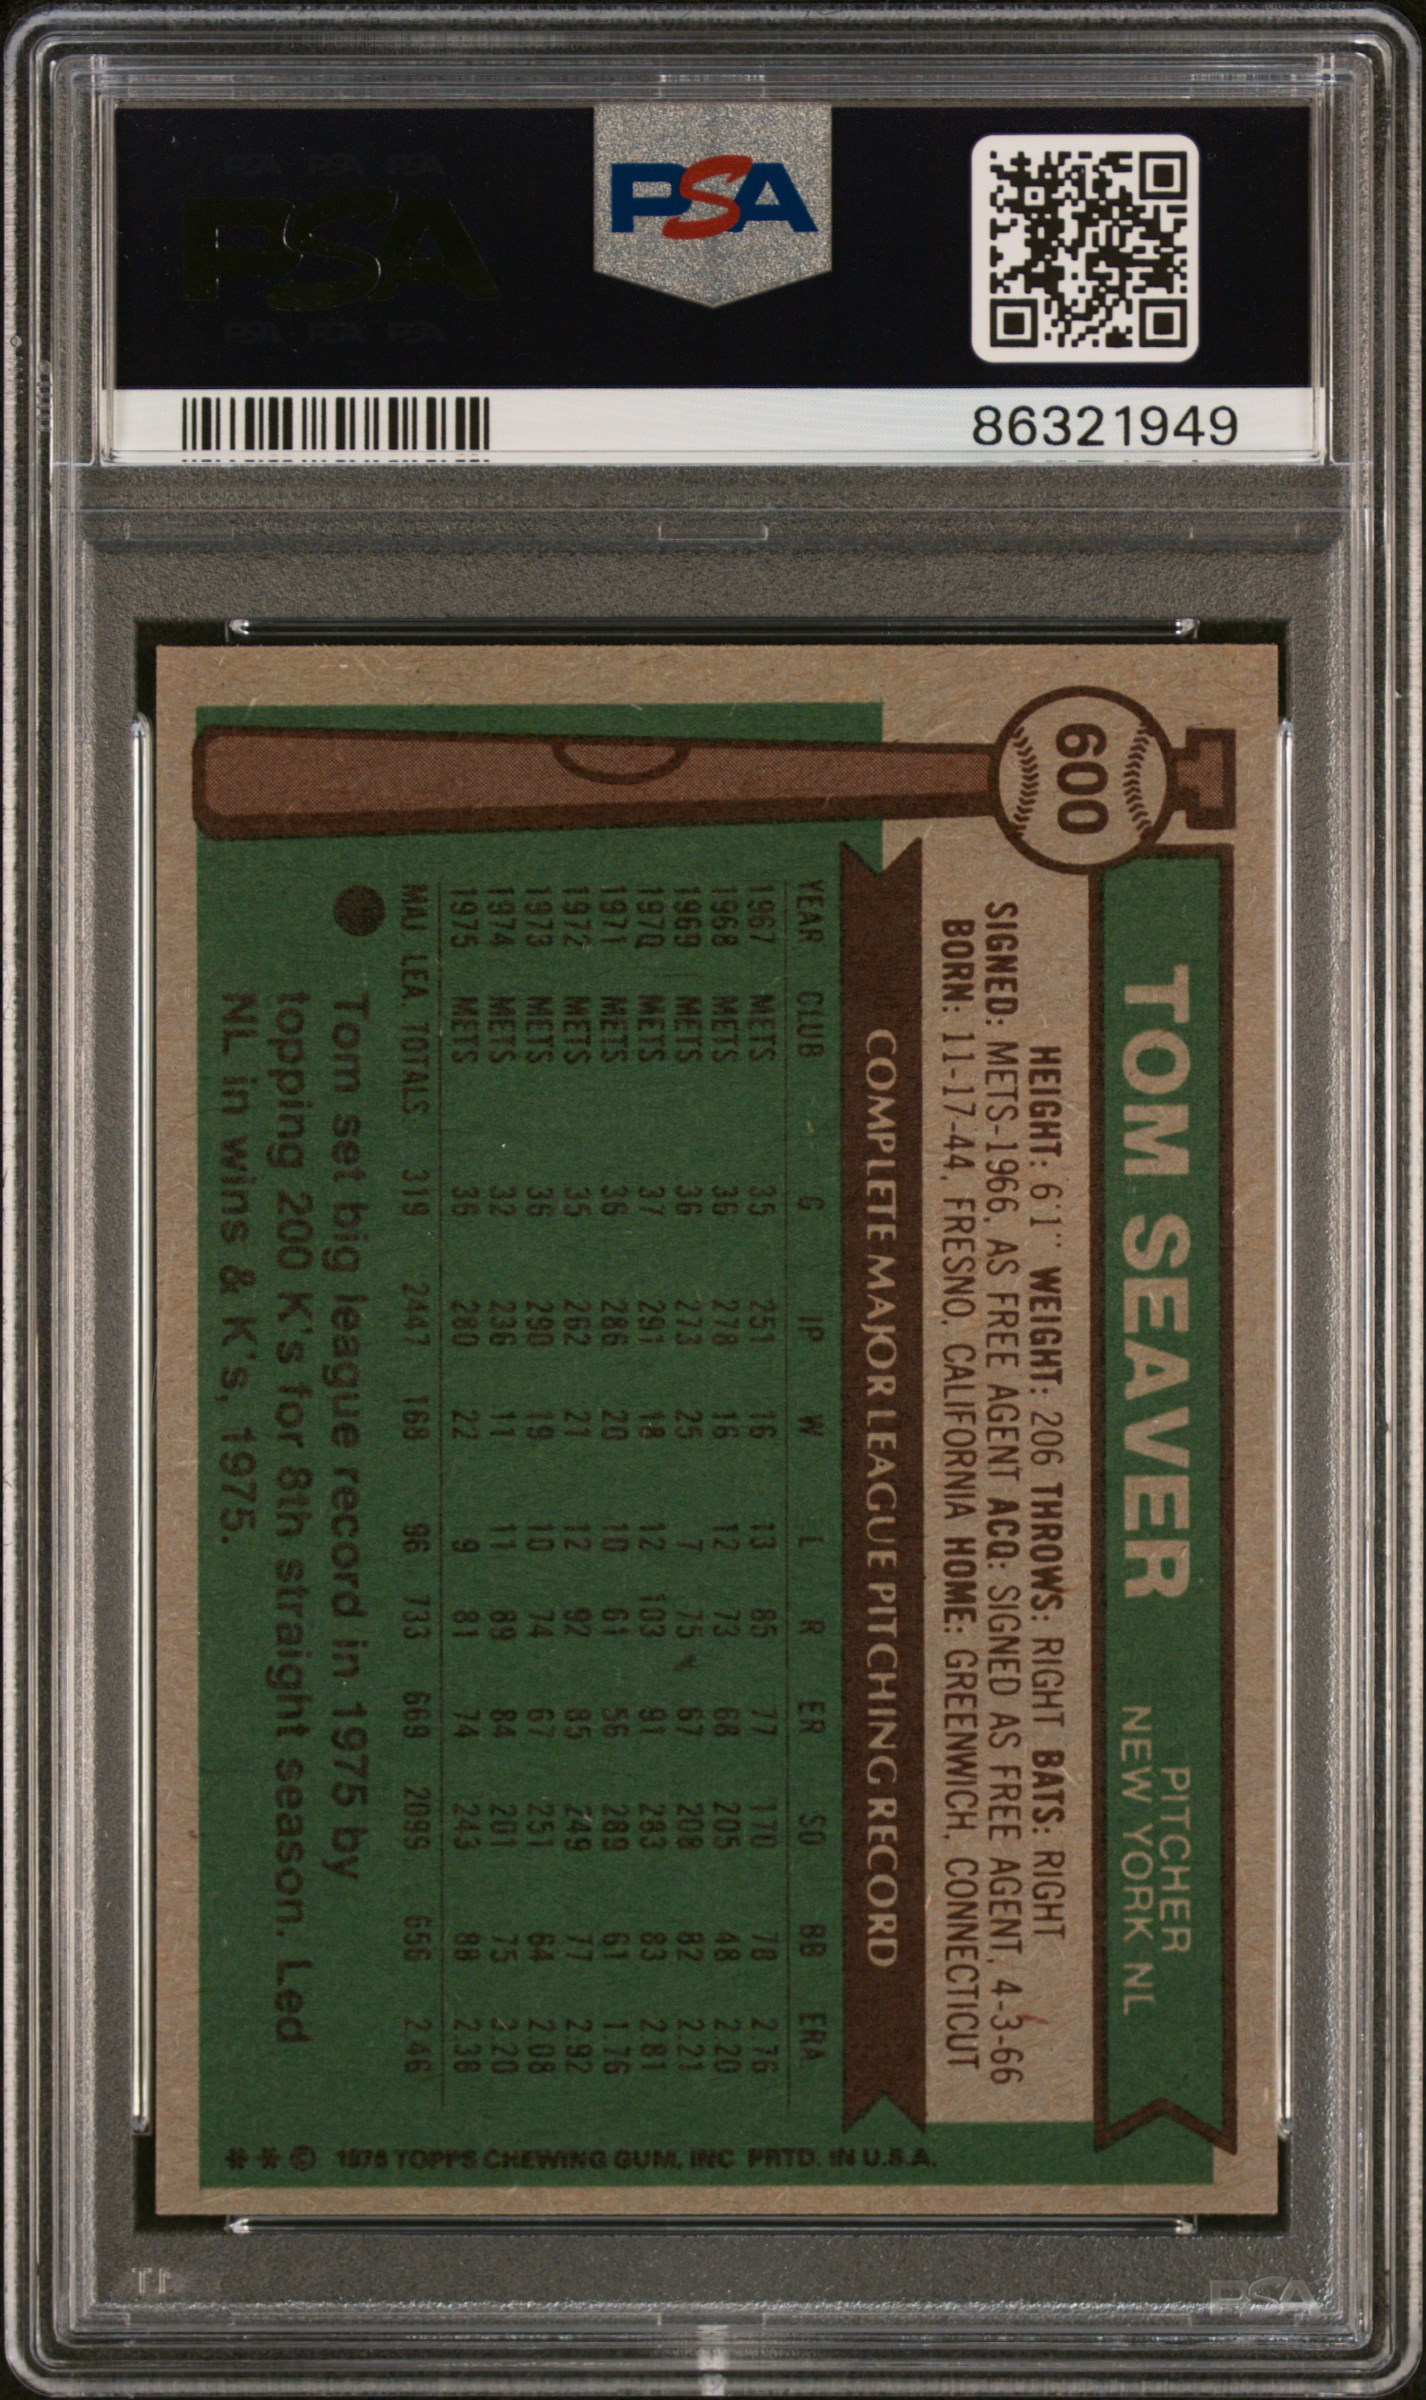 PSA PSA PSA
PSA
PSA PSA PSA
PSA
86321949
600
TOM SEAVER
PITCHER
NEW YORK NL
HEIGHT: 6'1" WEIGHT: 206 THROWS: RIGHT BATS: RIGHT
SIGNED: METS-1966, AS FREE AGENT ACQ: SIGNED AS FREE AGENT, 4-3-66
BORN: 11-17-44, FRESNO, CALIFORNIA HOME: GREENWICH, CONNECTICUT
COMPLETE MAJOR LEAGUE PITCHING RECORD
YEAR CLUB G IP W L R ER SO BB ERA
1967 METS 35 251 16 13 85 77 170 78 2.76
1968 METS 36 278 16 12 73 68 205 48 2.20
1969 METS 36 273 25 7 75 67 208 82 2.21
1970 METS 37 291 18 12 103 91 283 83 2.81
1971 METS 36 286 20 10 61 56 289 61 1.76
1972 METS 35 262 21 12 92 85 249 77 2.92
1973 METS 36 290 19 10 74 67 251 64 2.08
1974 METS 32 236 11 11 89 84 201 75 3.20
1975 METS 36 280 22 9 81 74 243 88 2.38
MAJ. LEA. TOTALS 319 2447 168 96 733 669 2099 656 2.46
Tom set big league record in 1975 by
topping 200 K's for 8th straight season. Led
NL in wins & K's, 1975.
* * © 1976 TOPPS CHEWING GUM, INC. PRTD. IN U.S.A.
PSA